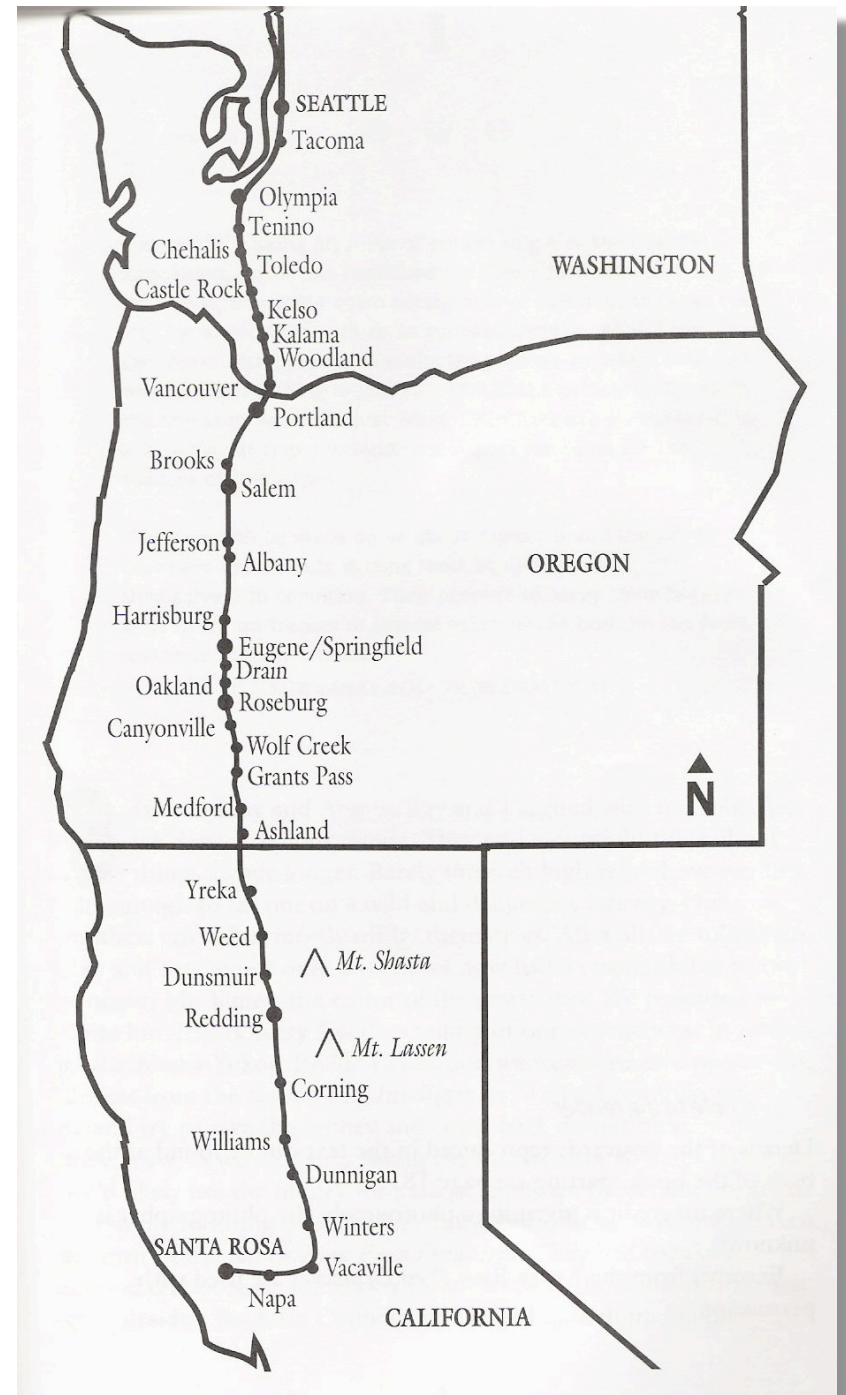 SEATTLE
Tacoma
Olympia
Tenino
Chehalis
Toledo
WASHINGTON
Castle Rock
Kelso
Kalama
Woodland
Vancouver
Portland
Brooks
Salem
Jefferson
Albany
OREGON
Harrisburg
Eugene/Springfield
Drain
Oakland
Roseburg
Canyonville
Wolf Creek
Grants Pass
N
Medford
Ashland
Yreka
Weed
Mt. Shasta
Dunsmuir
Redding
Mt. Lassen
Corning
Williams
Dunnigan
Winters
SANTA ROSA
Vacaville
Napa
CALIFORNIA